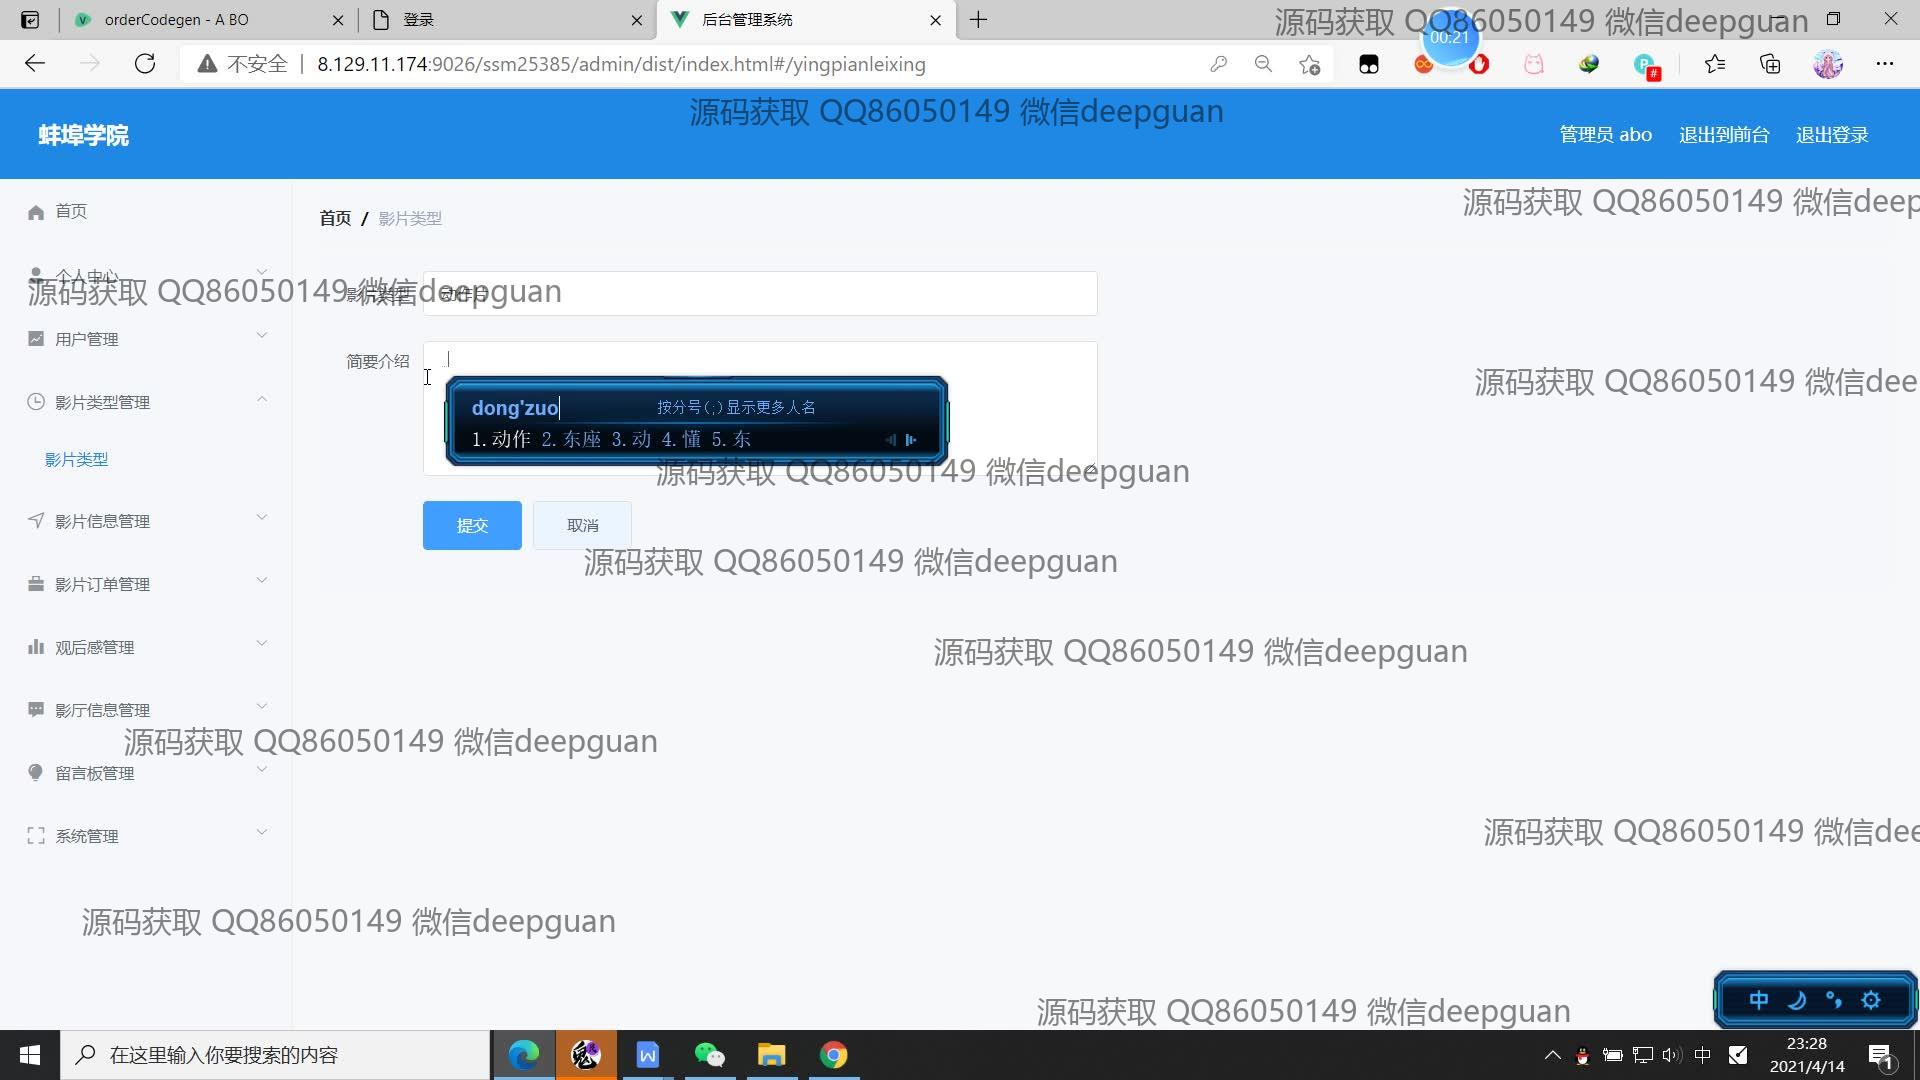 orderCodegen - A BO
登录
后台管理系统
源码获取 QQ86050149 微信deepguan
00:21
不安全
8.129.11.174:9026/ssm25385/admin/dist/index.html#/yingpianleixing
源码获取 QQ86050149 微信deepguan
蚌埠学院
管理员 abo
退出到前台
退出登录
首页
首页 / 影片类型
源码获取 QQ86050149 微信deep
个人中心
源码获取 QQ86050149 微信deepguan
影片类型
用户管理
简要介绍
源码获取 QQ86050149 微信dee
影片类型管理
dong'zuo
按分号(;)显示更多人名
1.动作 2.东座 3.动 4.懂 5.东
影片类型
源码获取 QQ86050149 微信deepguan
影片信息管理
提交
取消
源码获取 QQ86050149 微信deepguan
影片订单管理
观后感管理
源码获取 QQ86050149 微信deepguan
影厅信息管理
源码获取 QQ86050149 微信deepguan
留言板管理
系统管理
源码获取 QQ86050149 微信dee
源码获取 QQ86050149 微信deepguan
中
源码获取 QQ86050149 微信deepguan
在这里输入你要搜索的内容
中
23:28
2021/4/14
1